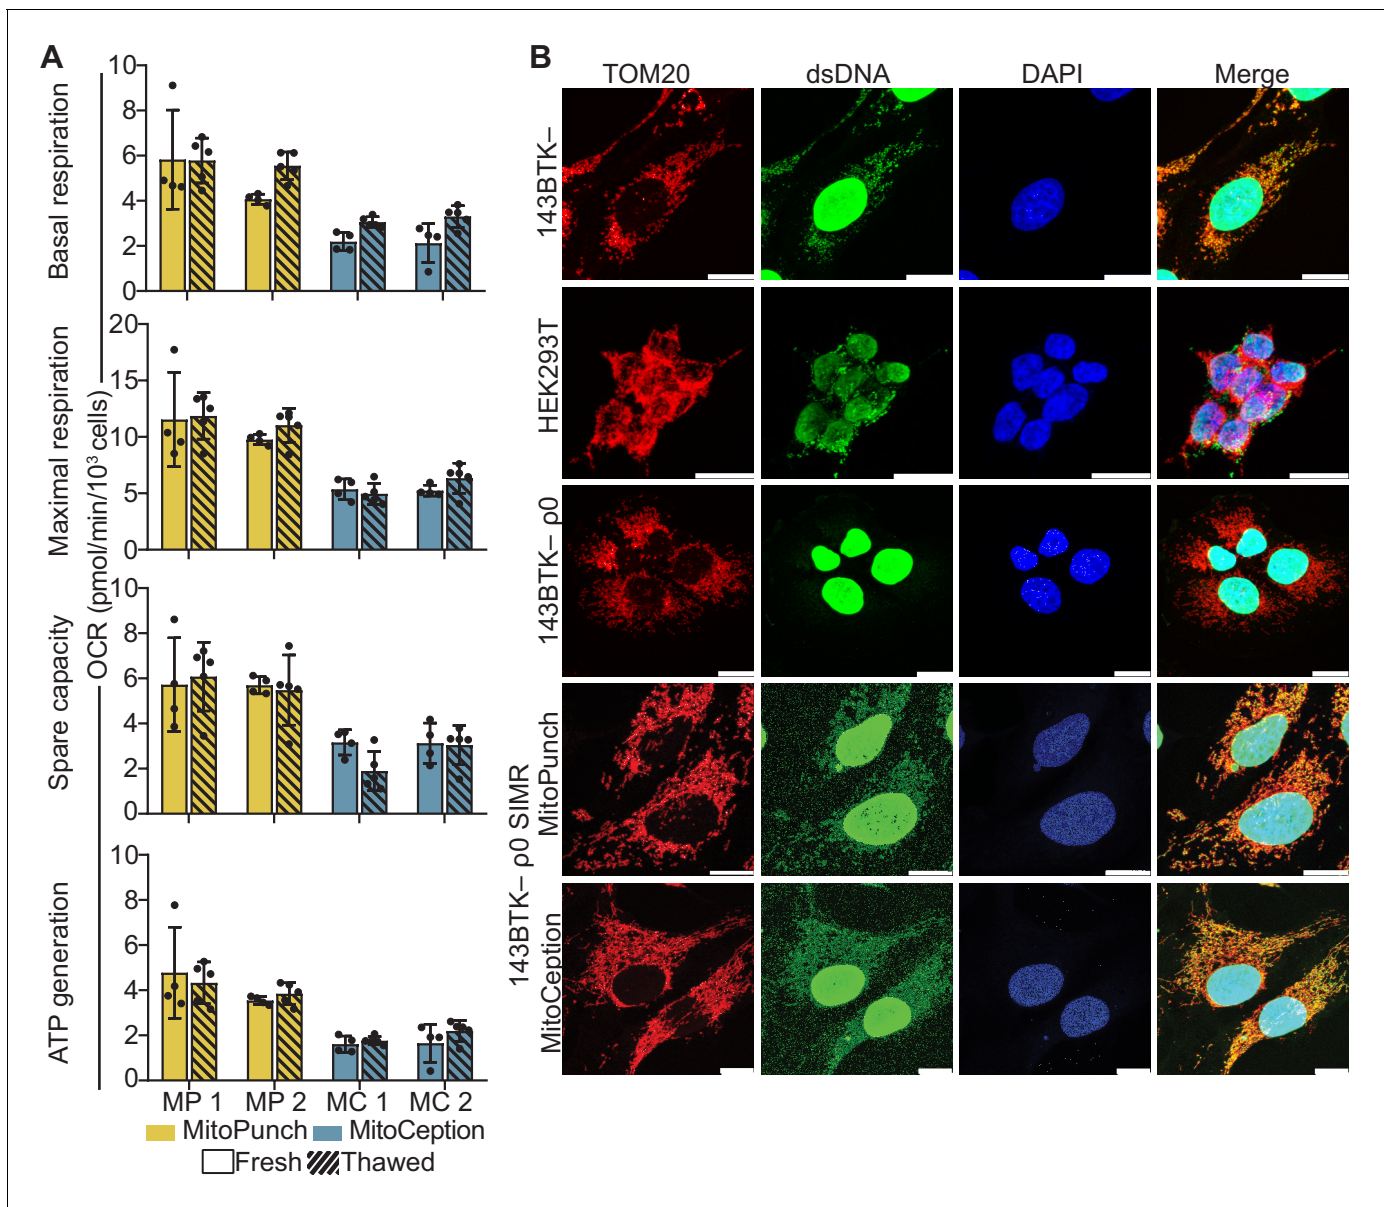 A
Basal respiration
10
8
6
4
2
0
Maximal respiration
20
15
10
5
0
OCR (pmol/min/10³ cells)
Spare capacity
10
8
6
4
2
0
ATP generation
10
8
6
4
2
0
MP 1 MP 2 MC 1 MC 2
MitoPunch MitoCeption
Fresh Thawed
B
TOM20 dsDNA DAPI Merge
143BTK–
HEK293T
143BTK– ρ0
143BTK– ρ0 SIMR
MitoPunch
MitoCeption